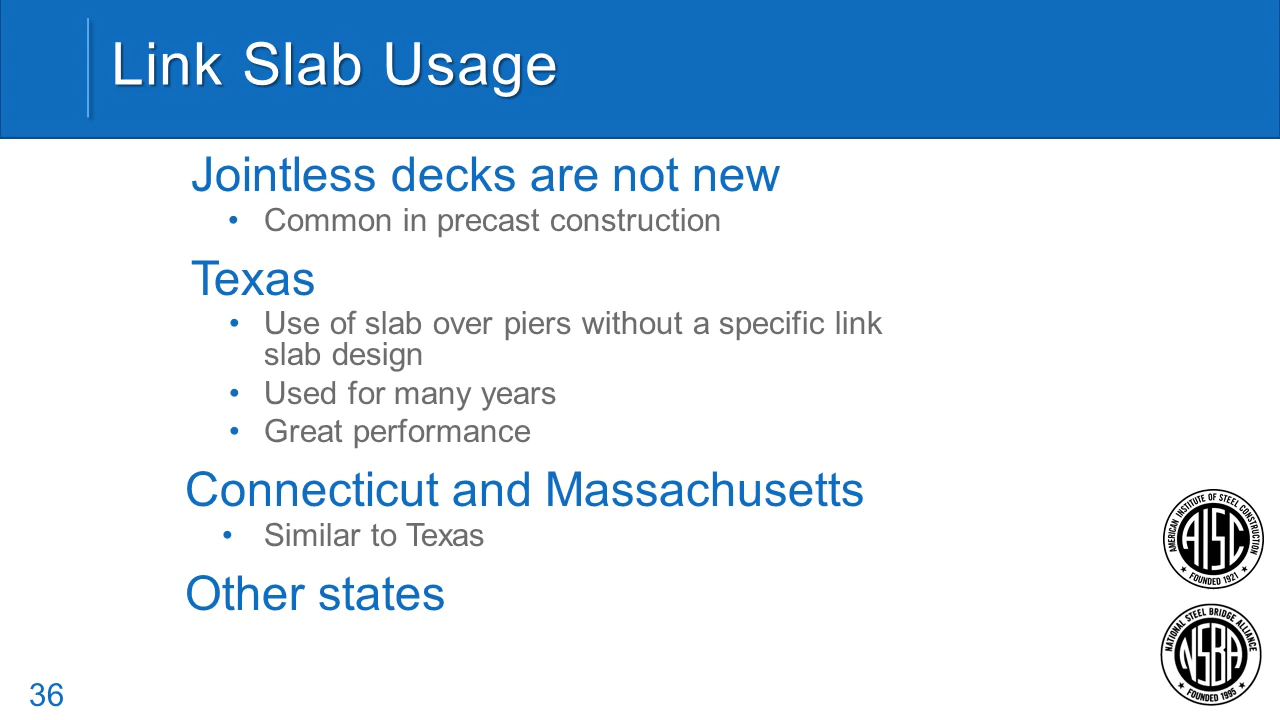 Link Slab Usage
Jointless decks are not new
• Common in precast construction
Texas
• Use of slab over piers without a specific link
slab design
• Used for many years
• Great performance
Connecticut and Massachusetts
• Similar to Texas
Other states
AMERICAN INSTITUTE OF STEEL CONSTRUCTION
AISC
★ FOUNDED 1921 ★
NATIONAL STEEL BRIDGE ALLIANCE
NSBA
★ FOUNDED 1995 ★
36